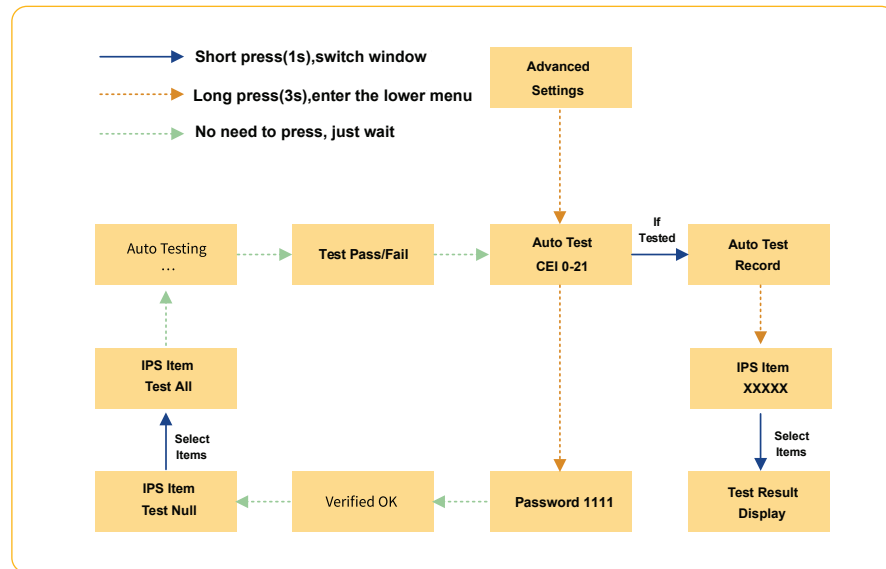 Short press(1s),switch window
Long press(3s),enter the lower menu
No need to press, just wait
Advanced
Settings
Auto Testing
...
Test Pass/Fail
Auto Test
CEI 0-21
If
Tested
Auto Test
Record
IPS Item
Test All
IPS Item
XXXXX
Select
Items
Select
Items
IPS Item
Test Null
Verified OK
Password 1111
Test Result
Display